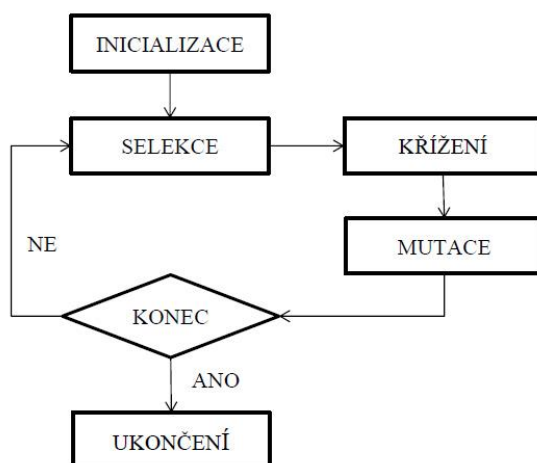 INICIALIZACE
SELEKCE
KŘÍŽENÍ
NE
MUTACE
KONEC
ANO
UKONČENÍ